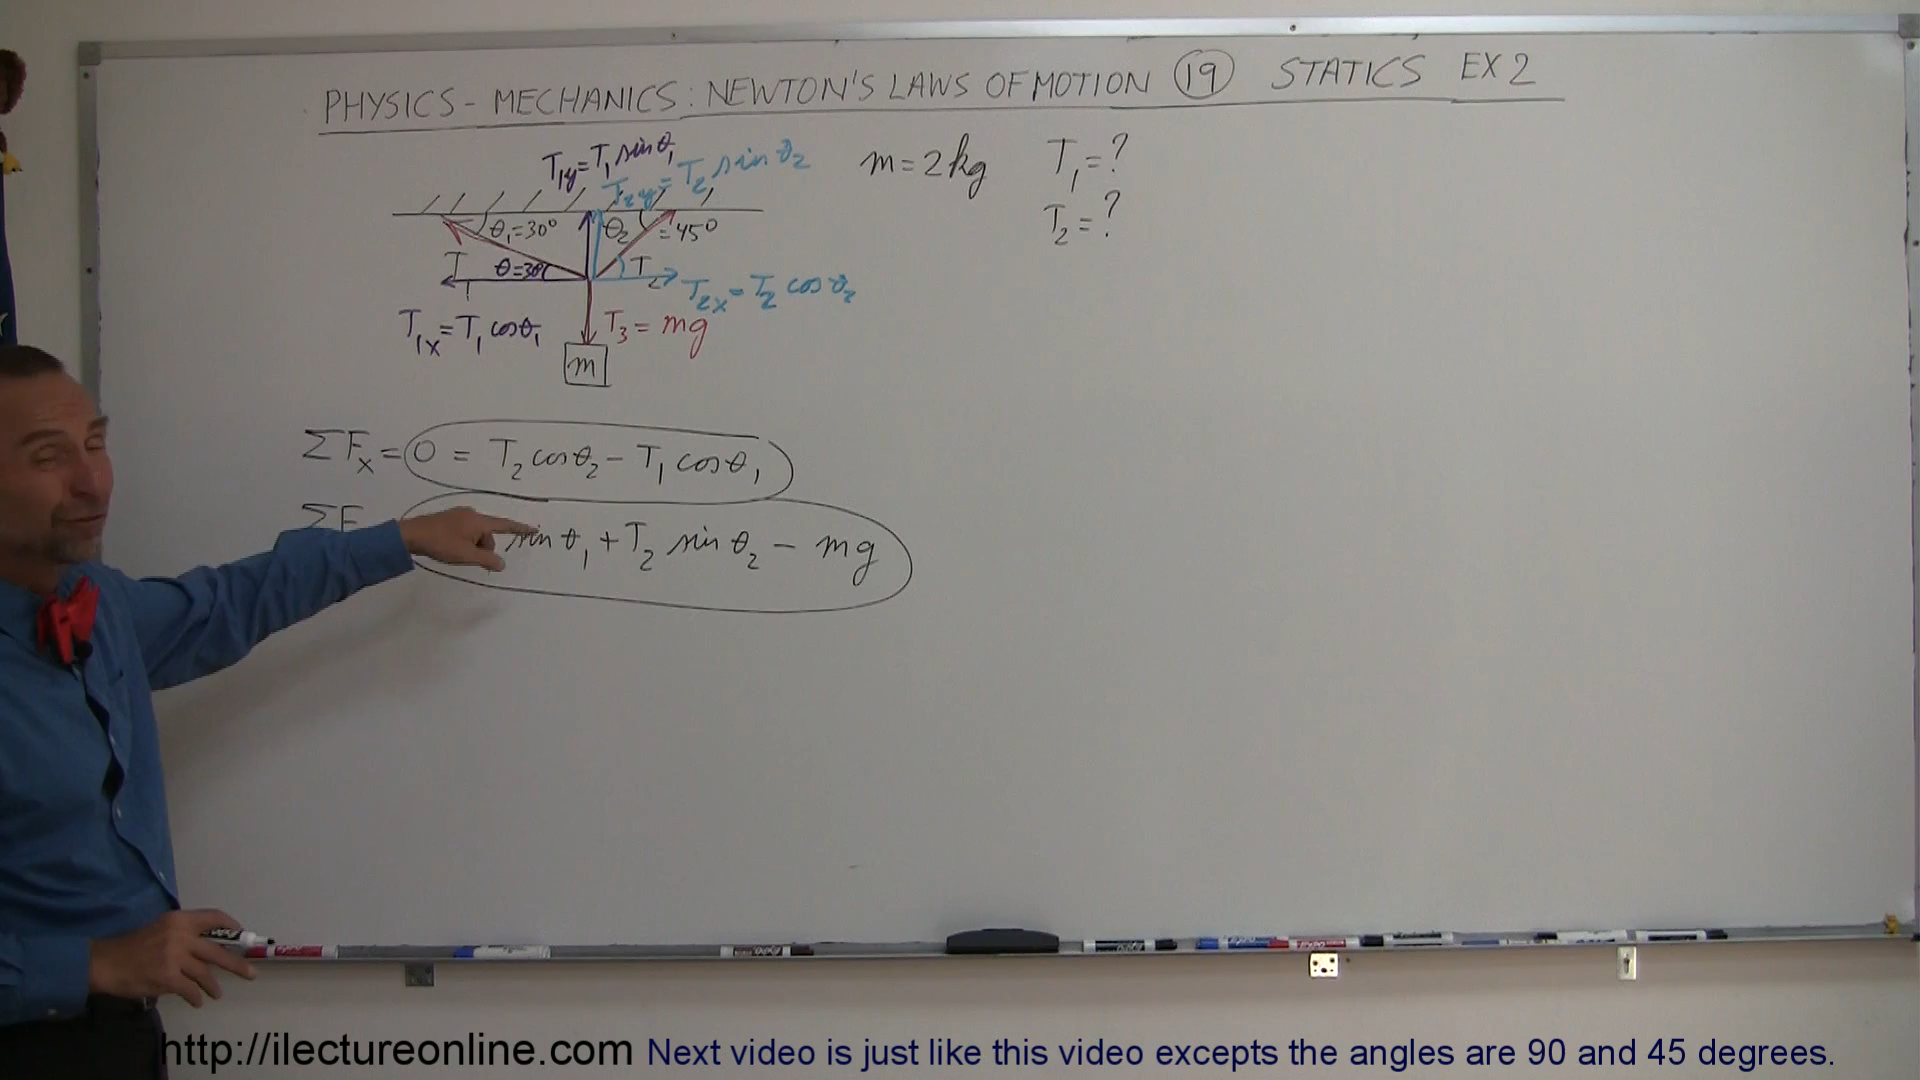 PHYSICS - MECHANICS: NEWTON'S LAWS OF MOTION 19 STATICS EX 2
T1y = T1 sin θ1
T2y = T2 sin θ2
m = 2 kg
T1 = ?
T2 = ?
θ1 = 30°
θ2 = 45°
T1
θ = 30°
T2
T2x = T2 cos θ2
T1x = T1 cos θ1
T3 = mg
m
ΣFx = 0 = T2 cos θ2 - T1 cos θ1
ΣF sin θ1 + T2 sin θ2 - mg
http://ilectureonline.com Next video is just like this video excepts the angles are 90 and 45 degrees.